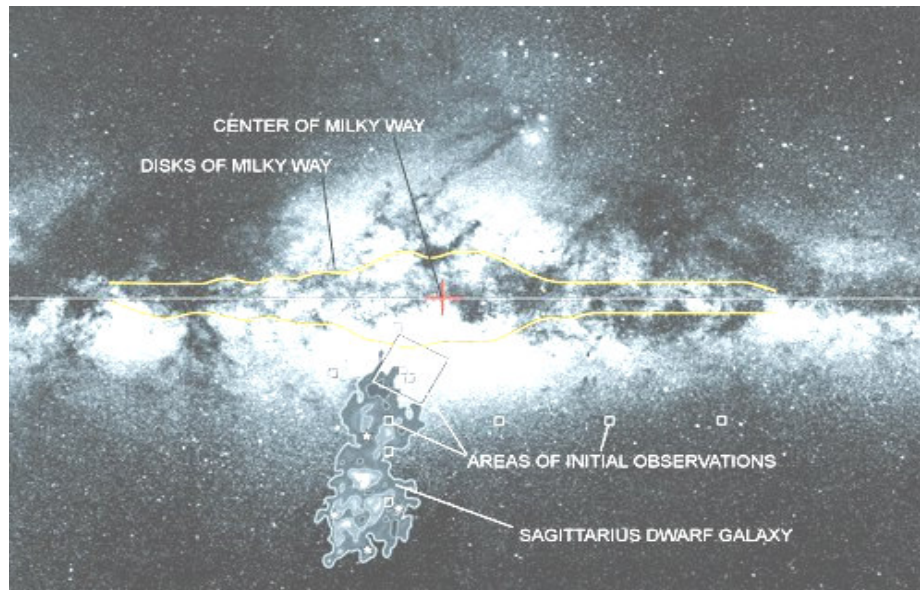 CENTER OF MILKY WAY
DISKS OF MILKY WAY
AREAS OF INITIAL OBSERVATIONS
SAGITTARIUS DWARF GALAXY